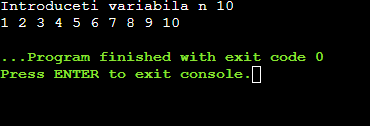 Introduceti variabila n 10
1 2 3 4 5 6 7 8 9 10
...Program finished with exit code 0
Press ENTER to exit console.